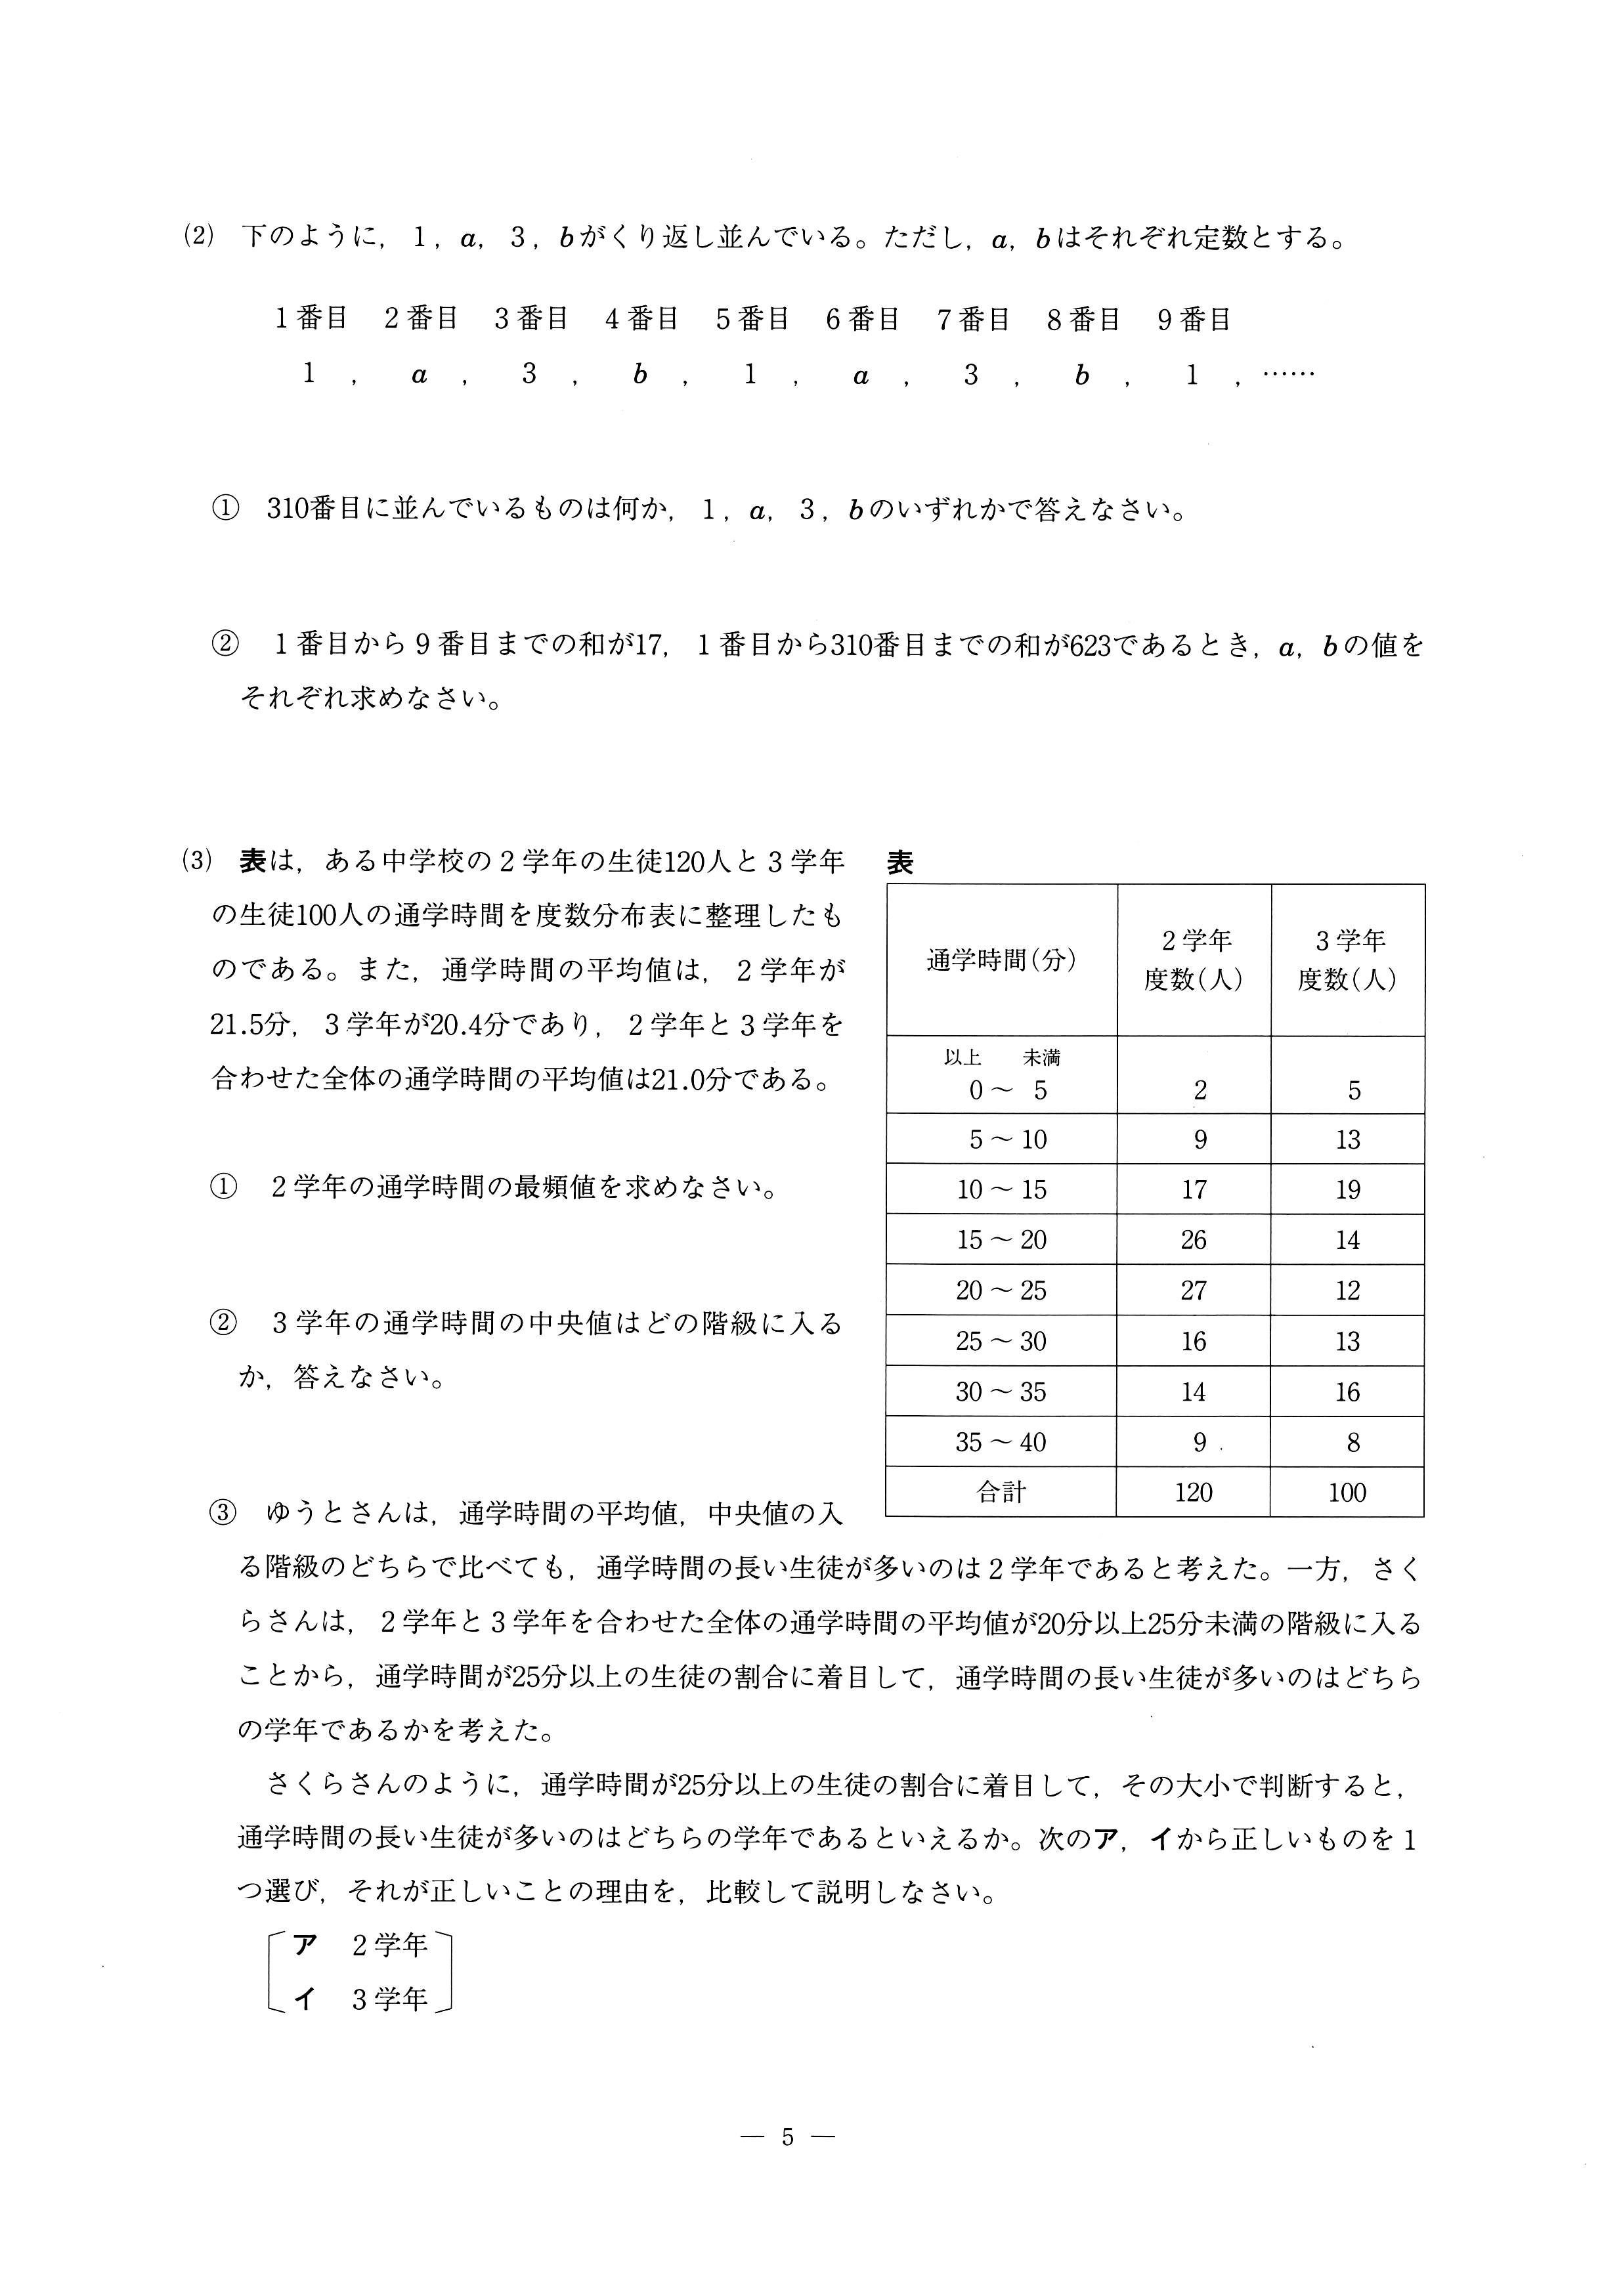 (2) 下のように，1，a，3，bがくり返し並んでいる。ただし，a，bはそれぞれ定数とする。
1番目 2番目 3番目 4番目 5番目 6番目 7番目 8番目 9番目
1 ， a ， 3 ， b ， 1 ， a ， 3 ， b ， 1 ，……
① 310番目に並んでいるものは何か，1，a，3，bのいずれかで答えなさい。
② 1番目から9番目までの和が17，1番目から310番目までの和が623であるとき，a，bの値を
それぞれ求めなさい。
(3) 表は，ある中学校の2学年の生徒120人と3学年
の生徒100人の通学時間を度数分布表に整理したも
のである。また，通学時間の平均値は，2学年が
21.5分，3学年が20.4分であり，2学年と3学年を
合わせた全体の通学時間の平均値は21.0分である。
① 2学年の通学時間の最頻値を求めなさい。
② 3学年の通学時間の中央値はどの階級に入る
か，答えなさい。
表
通学時間(分) 2学年度数(人) 3学年度数(人)
以上 未満
0 ～ 5 2 5
5 ～ 10 9 13
10 ～ 15 17 19
15 ～ 20 26 14
20 ～ 25 27 12
25 ～ 30 16 13
30 ～ 35 14 16
35 ～ 40 9 8
合計 120 100
③ ゆうとさんは，通学時間の平均値，中央値の入
る階級のどちらで比べても，通学時間の長い生徒が多いのは2学年であると考えた。一方，さく
らさんは，2学年と3学年を合わせた全体の通学時間の平均値が20分以上25分未満の階級に入る
ことから，通学時間が25分以上の生徒の割合に着目して，通学時間の長い生徒が多いのはどちら
の学年であるかを考えた。
さくらさんのように，通学時間が25分以上の生徒の割合に着目して，その大小で判断すると，
通学時間の長い生徒が多いのはどちらの学年であるといえるか。次のア，イから正しいものを1
つ選び，それが正しいことの理由を，比較して説明しなさい。
ア 2学年
イ 3学年
— 5 —